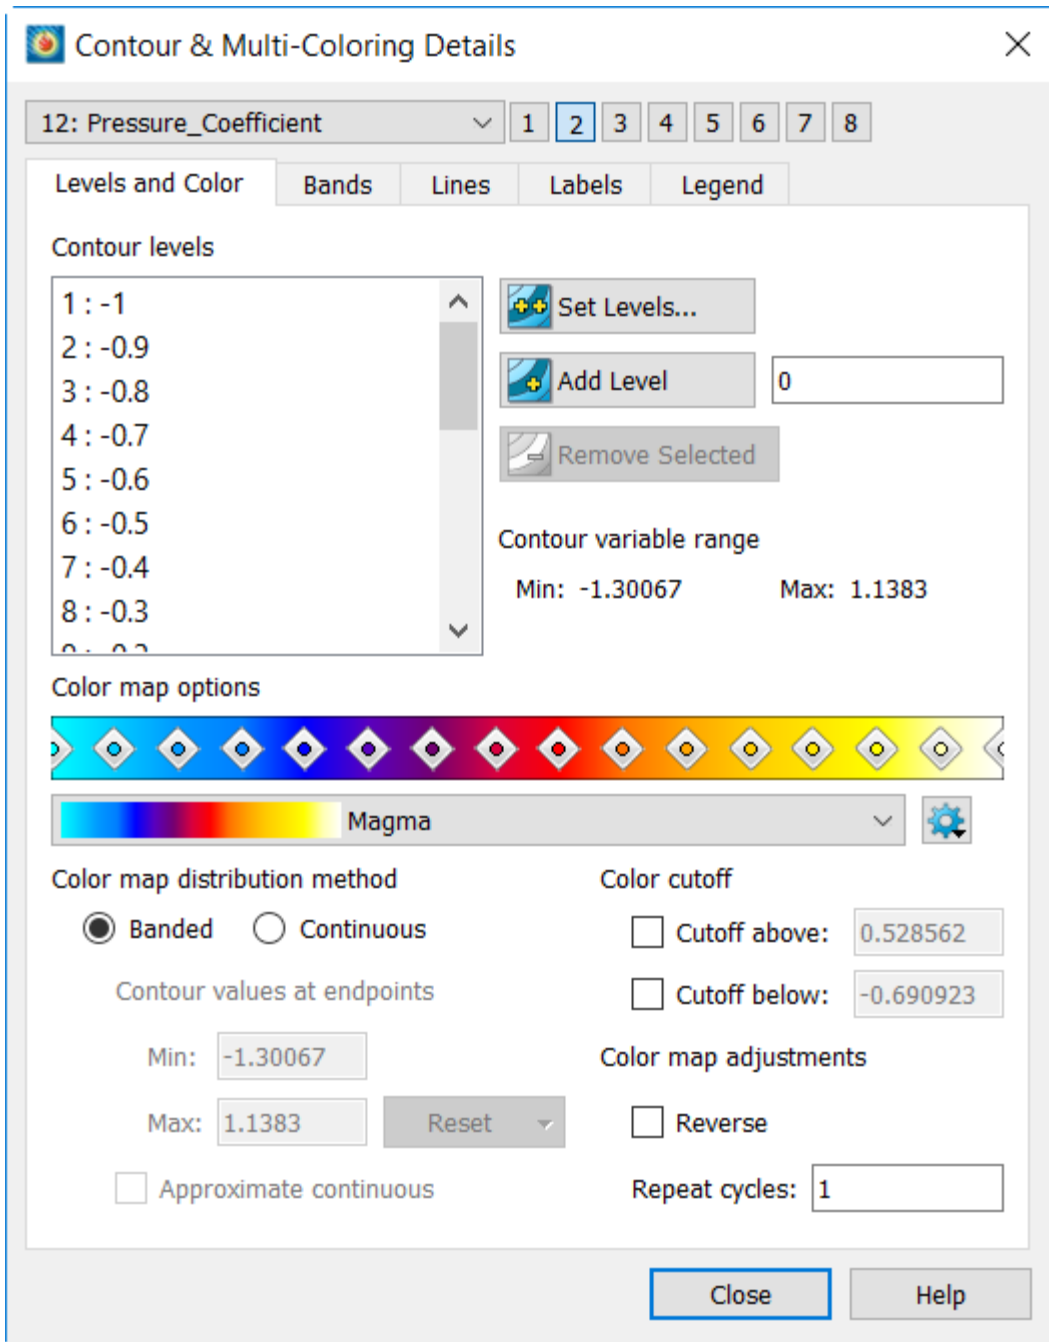 Contour & Multi-Coloring Details
12: Pressure_Coefficient 1 2 3 4 5 6 7 8
Levels and Color Bands Lines Labels Legend
Contour levels
1 : -1
2 : -0.9
3 : -0.8
4 : -0.7
5 : -0.6
6 : -0.5
7 : -0.4
8 : -0.3
Set Levels...
Add Level 0
Remove Selected
Contour variable range
Min: -1.30067 Max: 1.1383
Color map options
Magma
Color map distribution method
Banded Continuous
Contour values at endpoints
Min: -1.30067
Max: 1.1383 Reset
Approximate continuous
Color cutoff
Cutoff above: 0.528562
Cutoff below: -0.690923
Color map adjustments
Reverse
Repeat cycles: 1
Close Help